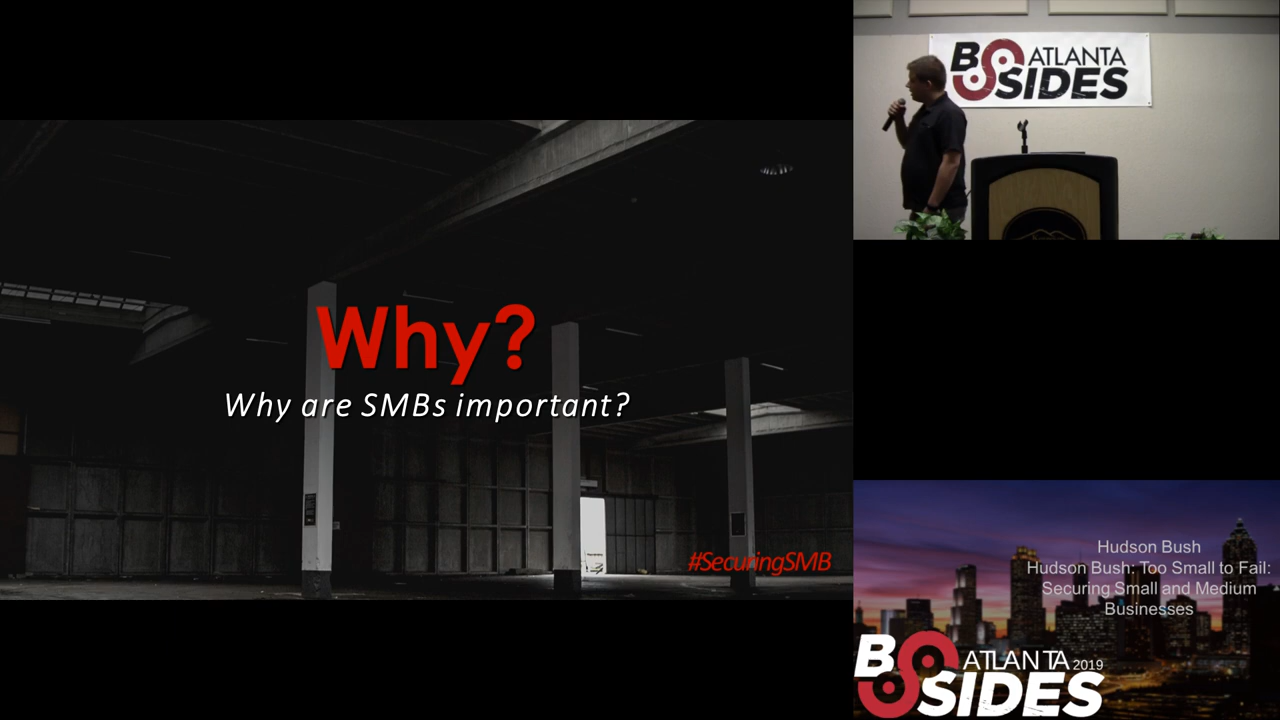 Why?
Why are SMBs important?
#SecuringSMB
BSIDES ATLANTA
Hudson Bush
Hudson Bush: Too Small to Fail:
Securing Small and Medium
Businesses
BSIDES ATLANTA 2019